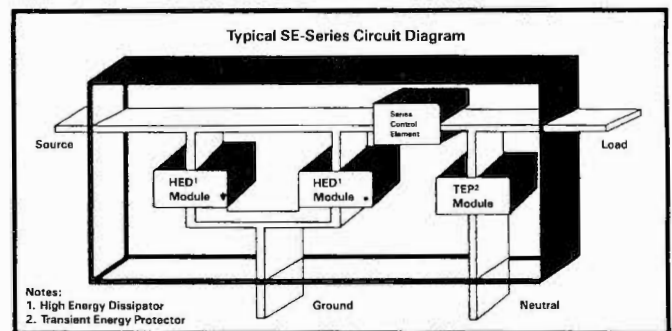 Typical SE-Series Circuit Diagram
Series
Control
Element
Source
Load
HED¹
Module
HED¹
Module
TEP²
Module
Notes:
1. High Energy Dissipator
2. Transient Energy Protector
Ground
Neutral